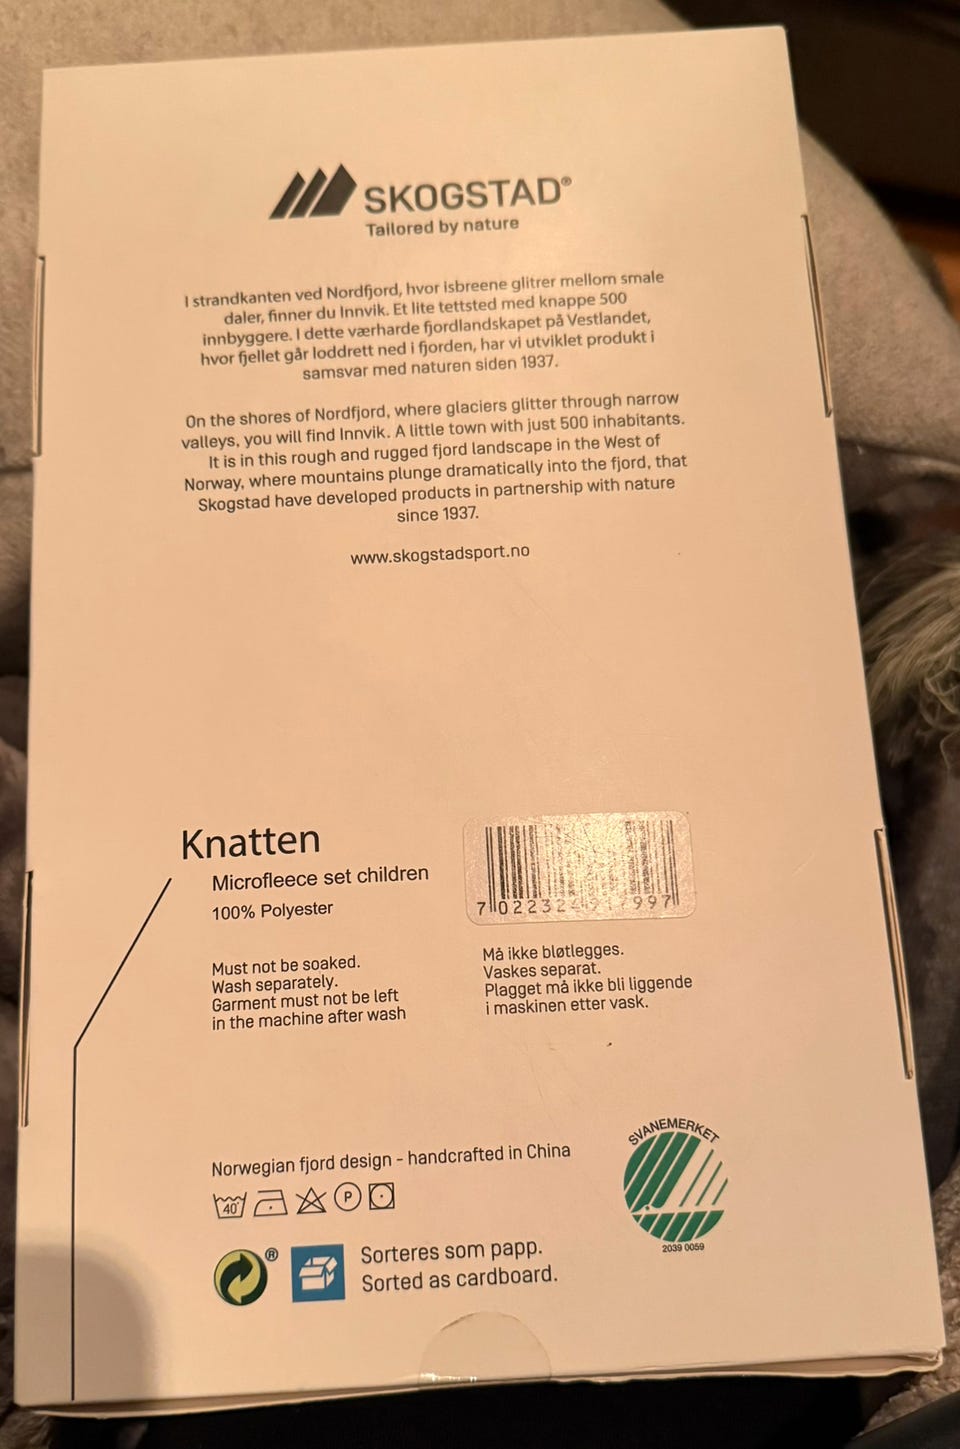 SKOGSTAD®
Tailored by nature
I strandkanten ved Nordfjord, hvor isbreene glitrer mellom smale
daler, finner du Innvik. Et lite tettsted med knappe 500
innbyggere. I dette værharde fjordlandskapet på Vestlandet,
hvor fjellet går loddrett ned i fjorden, har vi utviklet produkt i
samsvar med naturen siden 1937.
On the shores of Nordfjord, where glaciers glitter through narrow
valleys, you will find Innvik. A little town with just 500 inhabitants.
It is in this rough and rugged fjord landscape in the West of
Norway, where mountains plunge dramatically into the fjord, that
Skogstad have developed products in partnership with nature
since 1937.
www.skogstadsport.no
Knatten
Microfleece set children
100% Polyester
Must not be soaked.
Wash separately.
Garment must not be left
in the machine after wash
Må ikke bløtlegges.
Vaskes separat.
Plagget må ikke bli liggende
i maskinen etter vask.
Norwegian fjord design - handcrafted in China
40°
P
SVANEMERKET
2039 0059
®
Sorteres som papp.
Sorted as cardboard.